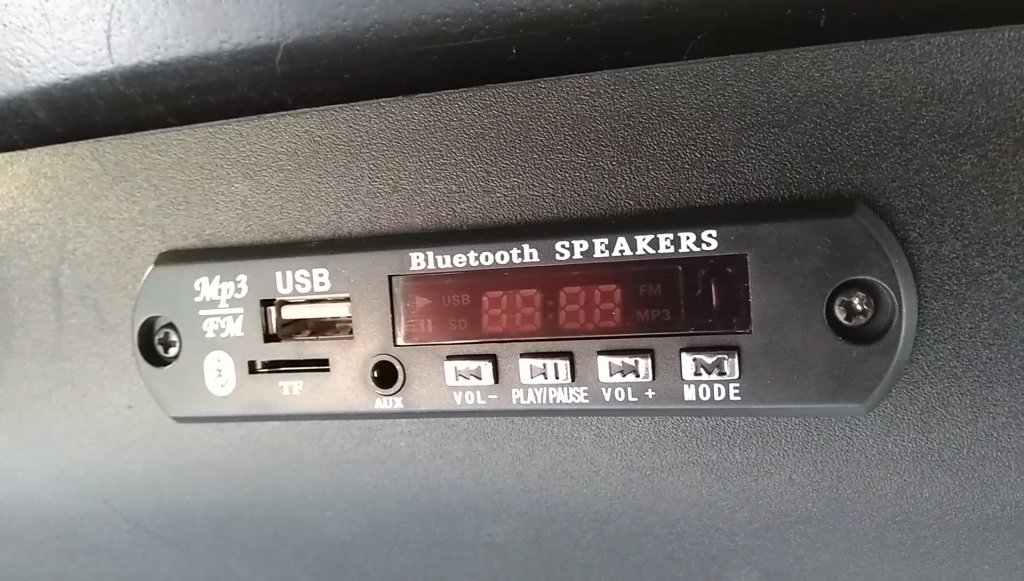 Bluetooth SPEAKERS
Mp3
FM
USB
TF
AUX
USB
SD
88:88
FM
MP3
VOL-
PLAY/PAUSE
VOL+
M
MODE